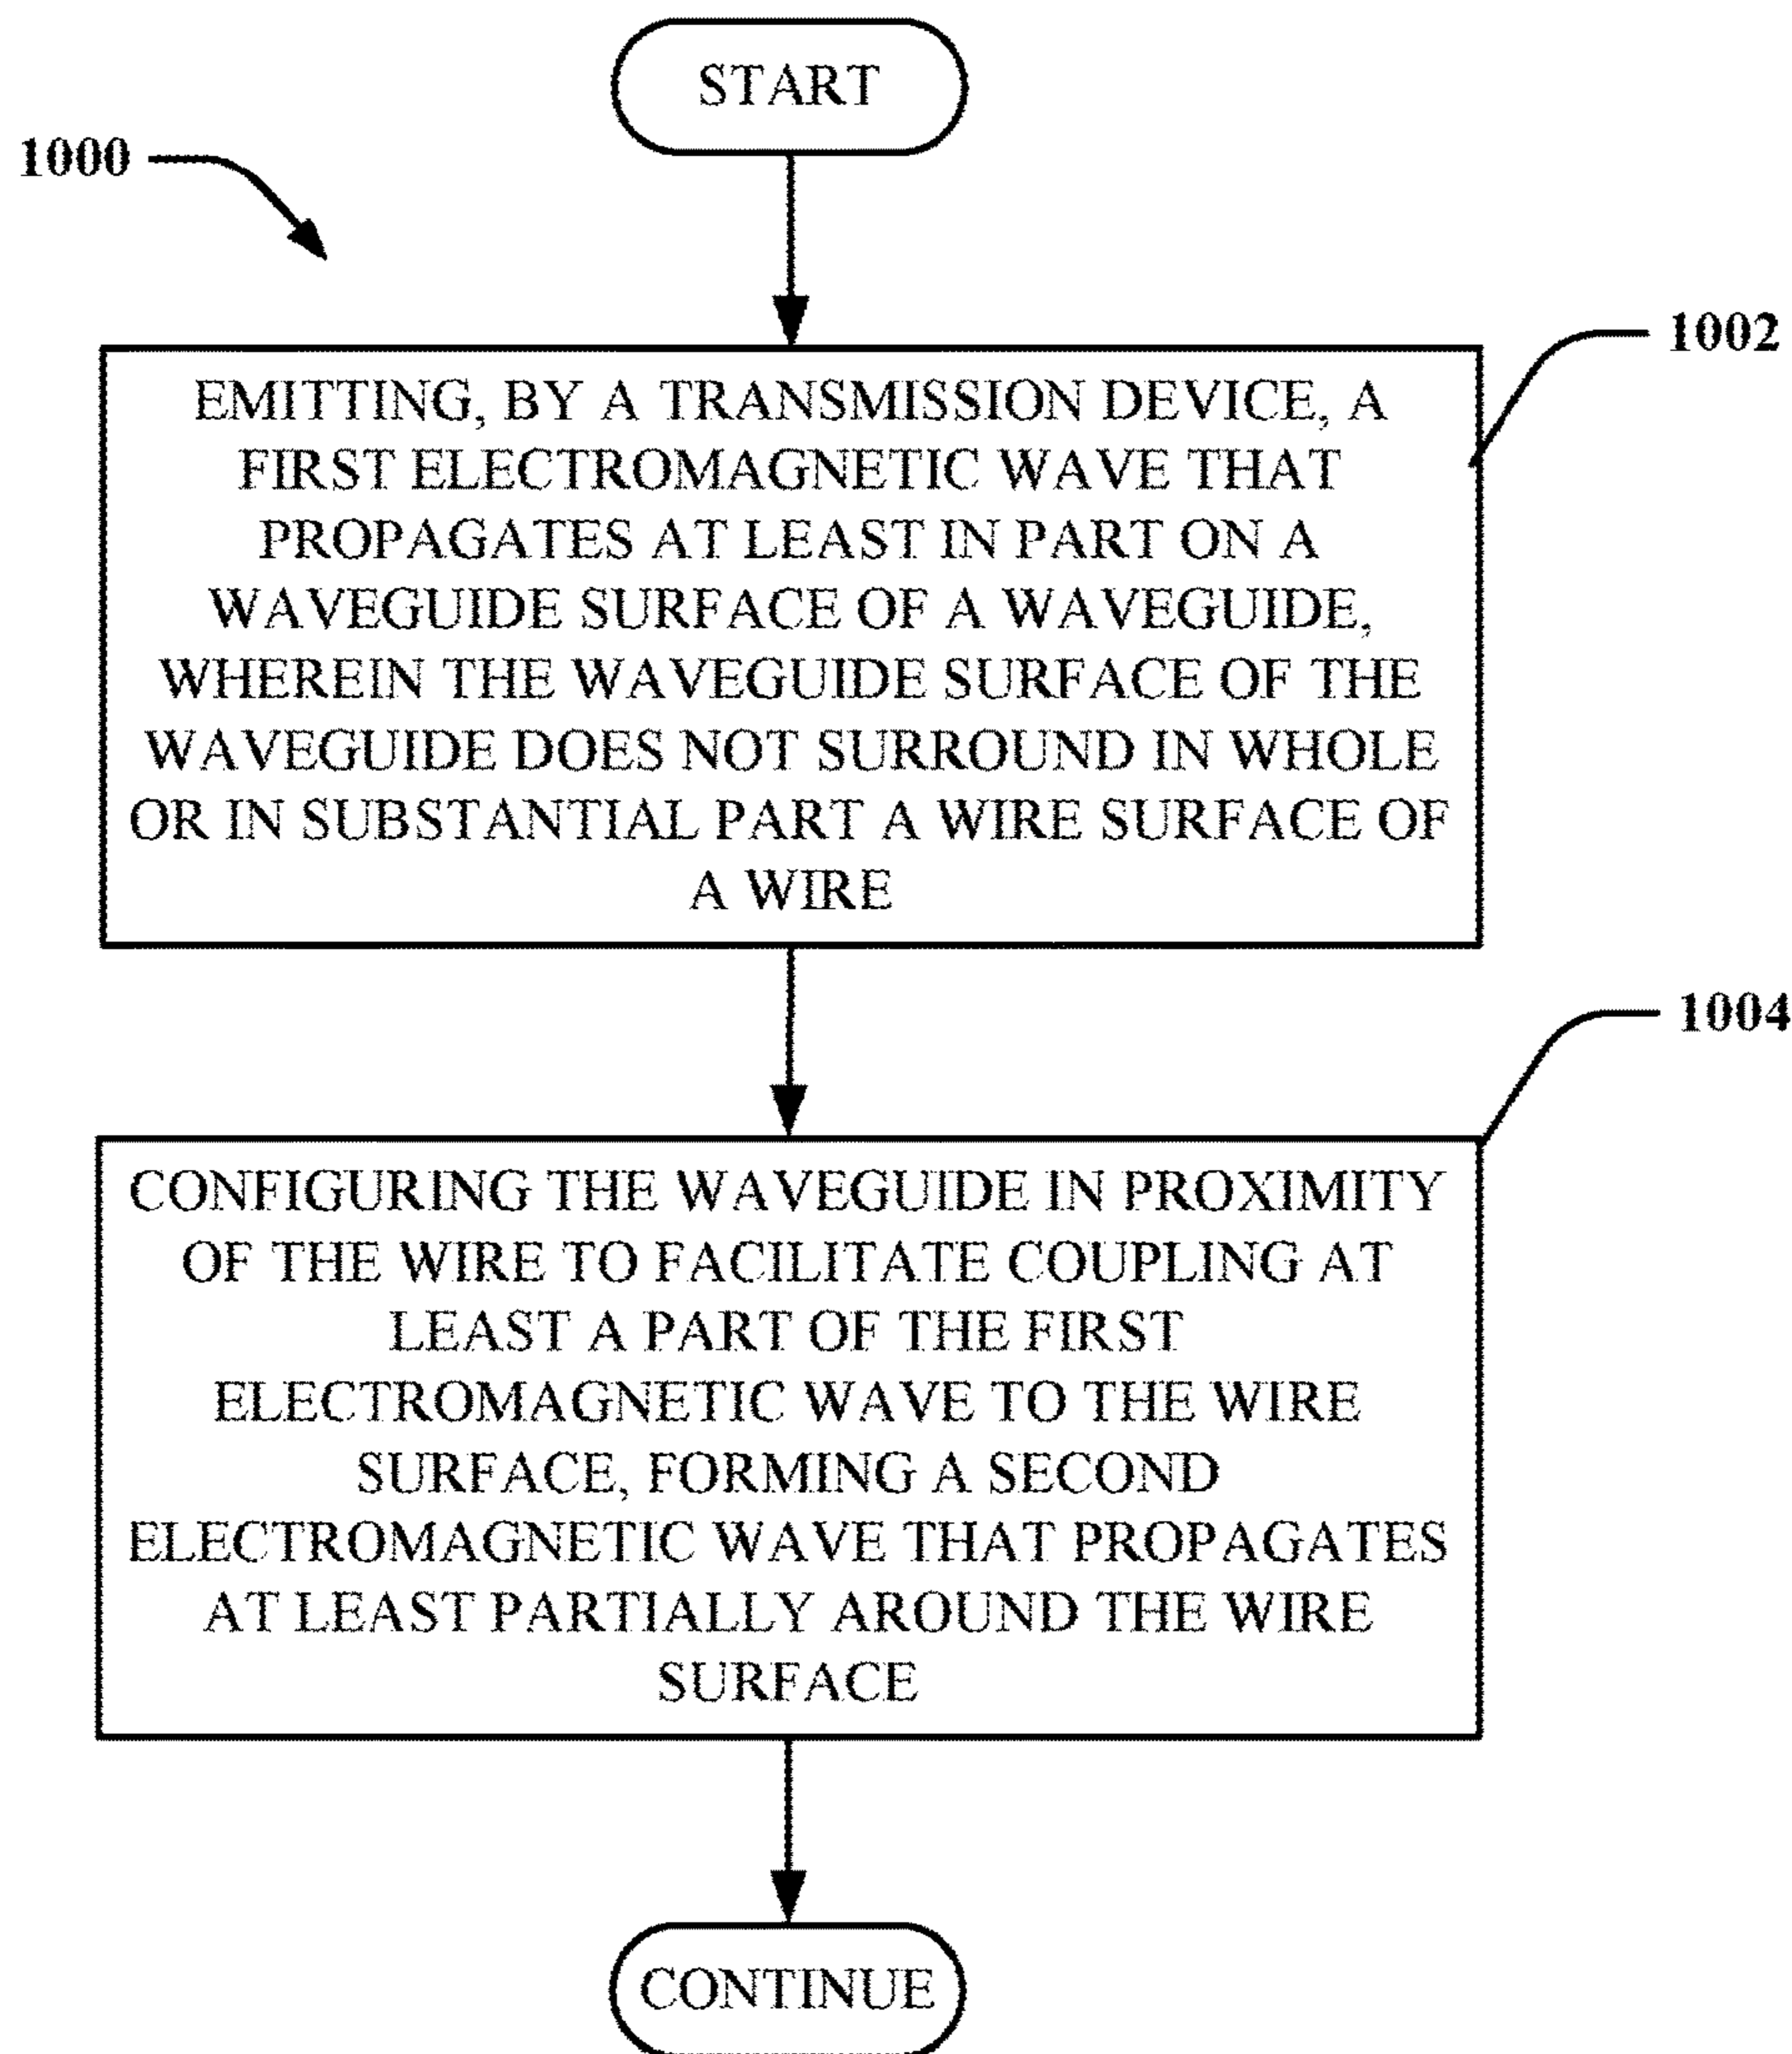 START
1000
1002
EMITTING, BY A TRANSMISSION DEVICE, A
FIRST ELECTROMAGNETIC WAVE THAT
PROPAGATES AT LEAST IN PART ON A
WAVEGUIDE SURFACE OF A WAVEGUIDE,
WHEREIN THE WAVEGUIDE SURFACE OF THE
WAVEGUIDE DOES NOT SURROUND IN WHOLE
OR IN SUBSTANTIAL PART A WIRE SURFACE OF
A WIRE
1004
CONFIGURING THE WAVEGUIDE IN PROXIMITY
OF THE WIRE TO FACILITATE COUPLING AT
LEAST A PART OF THE FIRST
ELECTROMAGNETIC WAVE TO THE WIRE
SURFACE, FORMING A SECOND
ELECTROMAGNETIC WAVE THAT PROPAGATES
AT LEAST PARTIALLY AROUND THE WIRE
SURFACE
CONTINUE